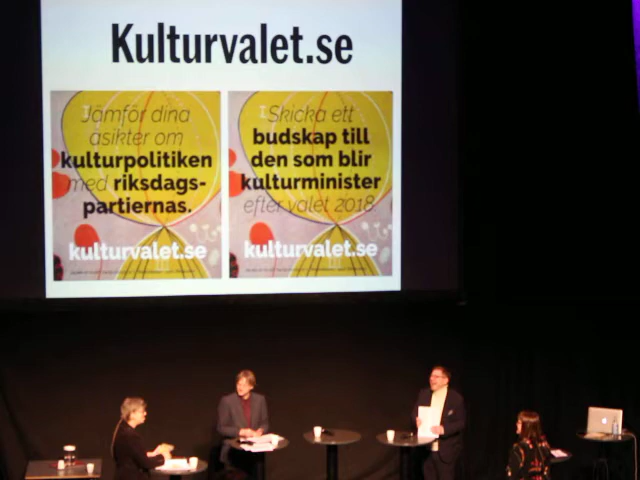 Kulturvalet.se
Jämför dina
åsikter om
kulturpolitiken
med riksdags-
partiernas.
kulturvalet.se
Skicka ett
budskap till
den som blir
kulturminister
efter valet 2018.
kulturvalet.se